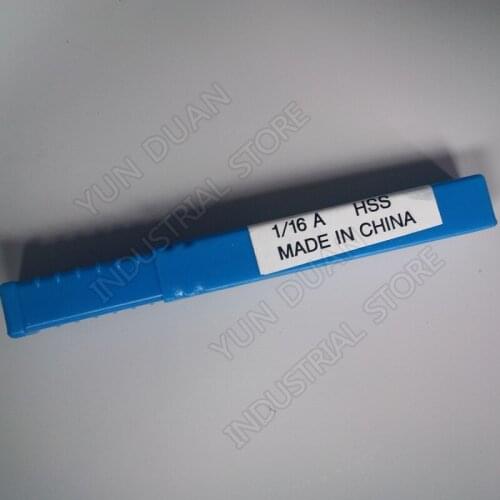 YUN DUAN
INDUSTRIAL STORE
1/16 A HSS
MADE IN CHINA
YUN DUAN
INDUSTRIAL STORE